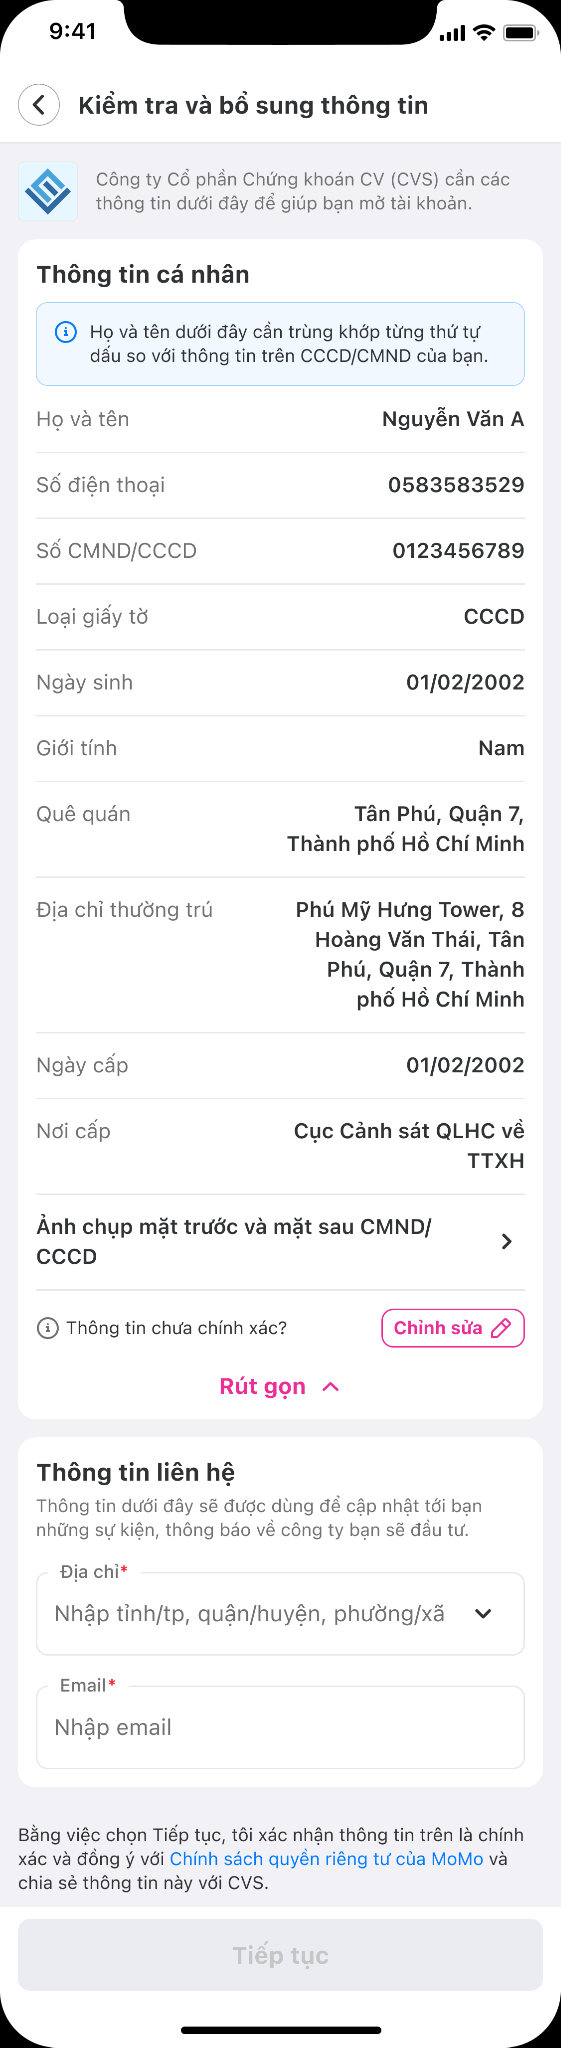 9:41
Kiểm tra và bổ sung thông tin
Công ty Cổ phần Chứng khoán CV (CVS) cần các
thông tin dưới đây để giúp bạn mở tài khoản.
Thông tin cá nhân
Họ và tên dưới đây cần trùng khớp từng thứ tự
dấu so với thông tin trên CCCD/CMND của bạn.
Họ và tên Nguyễn Văn A
Số điện thoại 0583583529
Số CMND/CCCD 0123456789
Loại giấy tờ CCCD
Ngày sinh 01/02/2002
Giới tính Nam
Quê quán Tân Phú, Quận 7,
Thành phố Hồ Chí Minh
Địa chỉ thường trú Phú Mỹ Hưng Tower, 8
Hoàng Văn Thái, Tân
Phú, Quận 7, Thành
phố Hồ Chí Minh
Ngày cấp 01/02/2002
Nơi cấp Cục Cảnh sát QLHC về
TTXH
Ảnh chụp mặt trước và mặt sau CMND/
CCCD
Thông tin chưa chính xác? Chỉnh sửa
Rút gọn
Thông tin liên hệ
Thông tin dưới đây sẽ được dùng để cập nhật tới bạn
những sự kiện, thông báo về công ty bạn sẽ đầu tư.
Địa chỉ*
Nhập tỉnh/tp, quận/huyện, phường/xã
Email*
Nhập email
Bằng việc chọn Tiếp tục, tôi xác nhận thông tin trên là chính
xác và đồng ý với Chính sách quyền riêng tư của MoMo và
chia sẻ thông tin này với CVS.
Tiếp tục